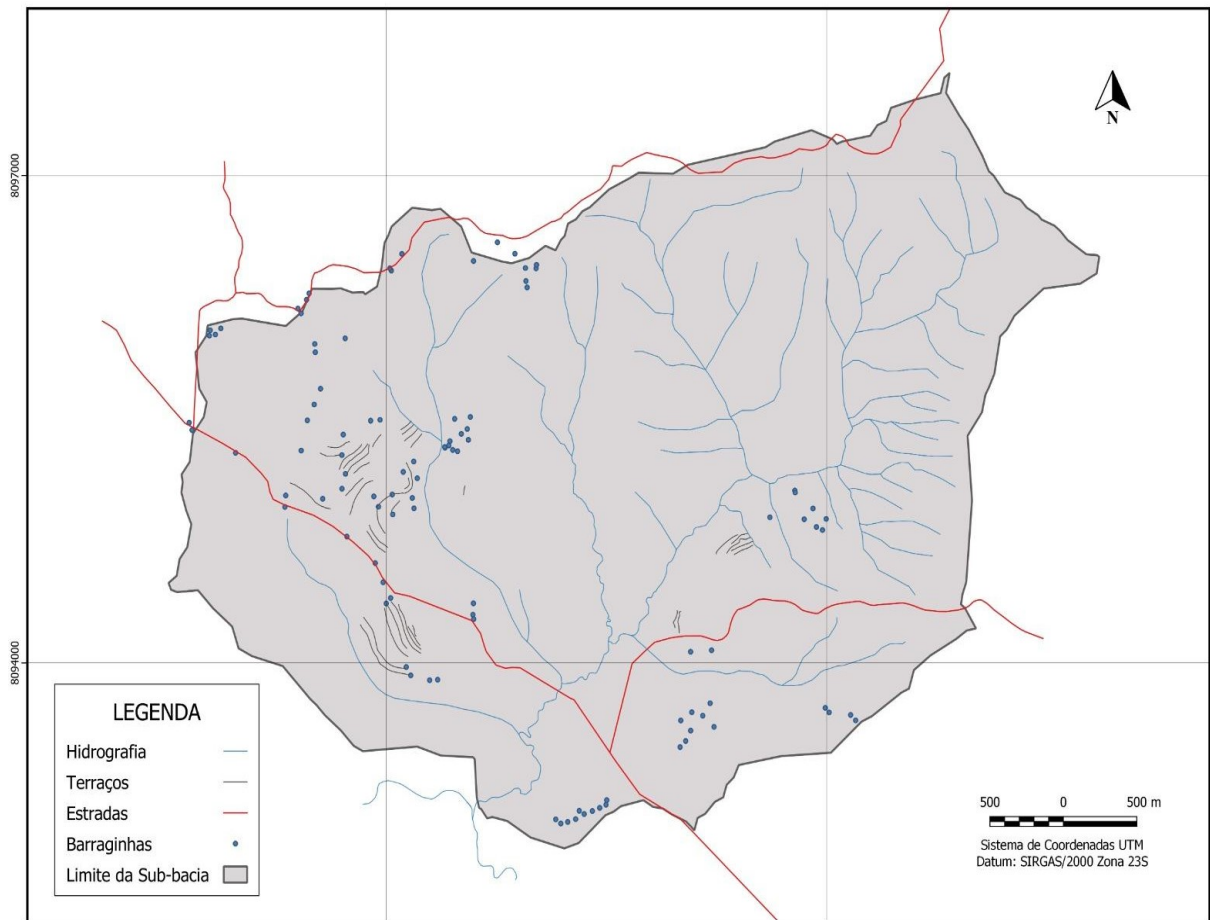 N
8097000
8094000
LEGENDA
Hidrografia
Terraços
Estradas
Barraginhas
Limite da Sub-bacia
500 0 500 m
Sistema de Coordenadas UTM
Datum: SIRGAS/2000 Zona 23S